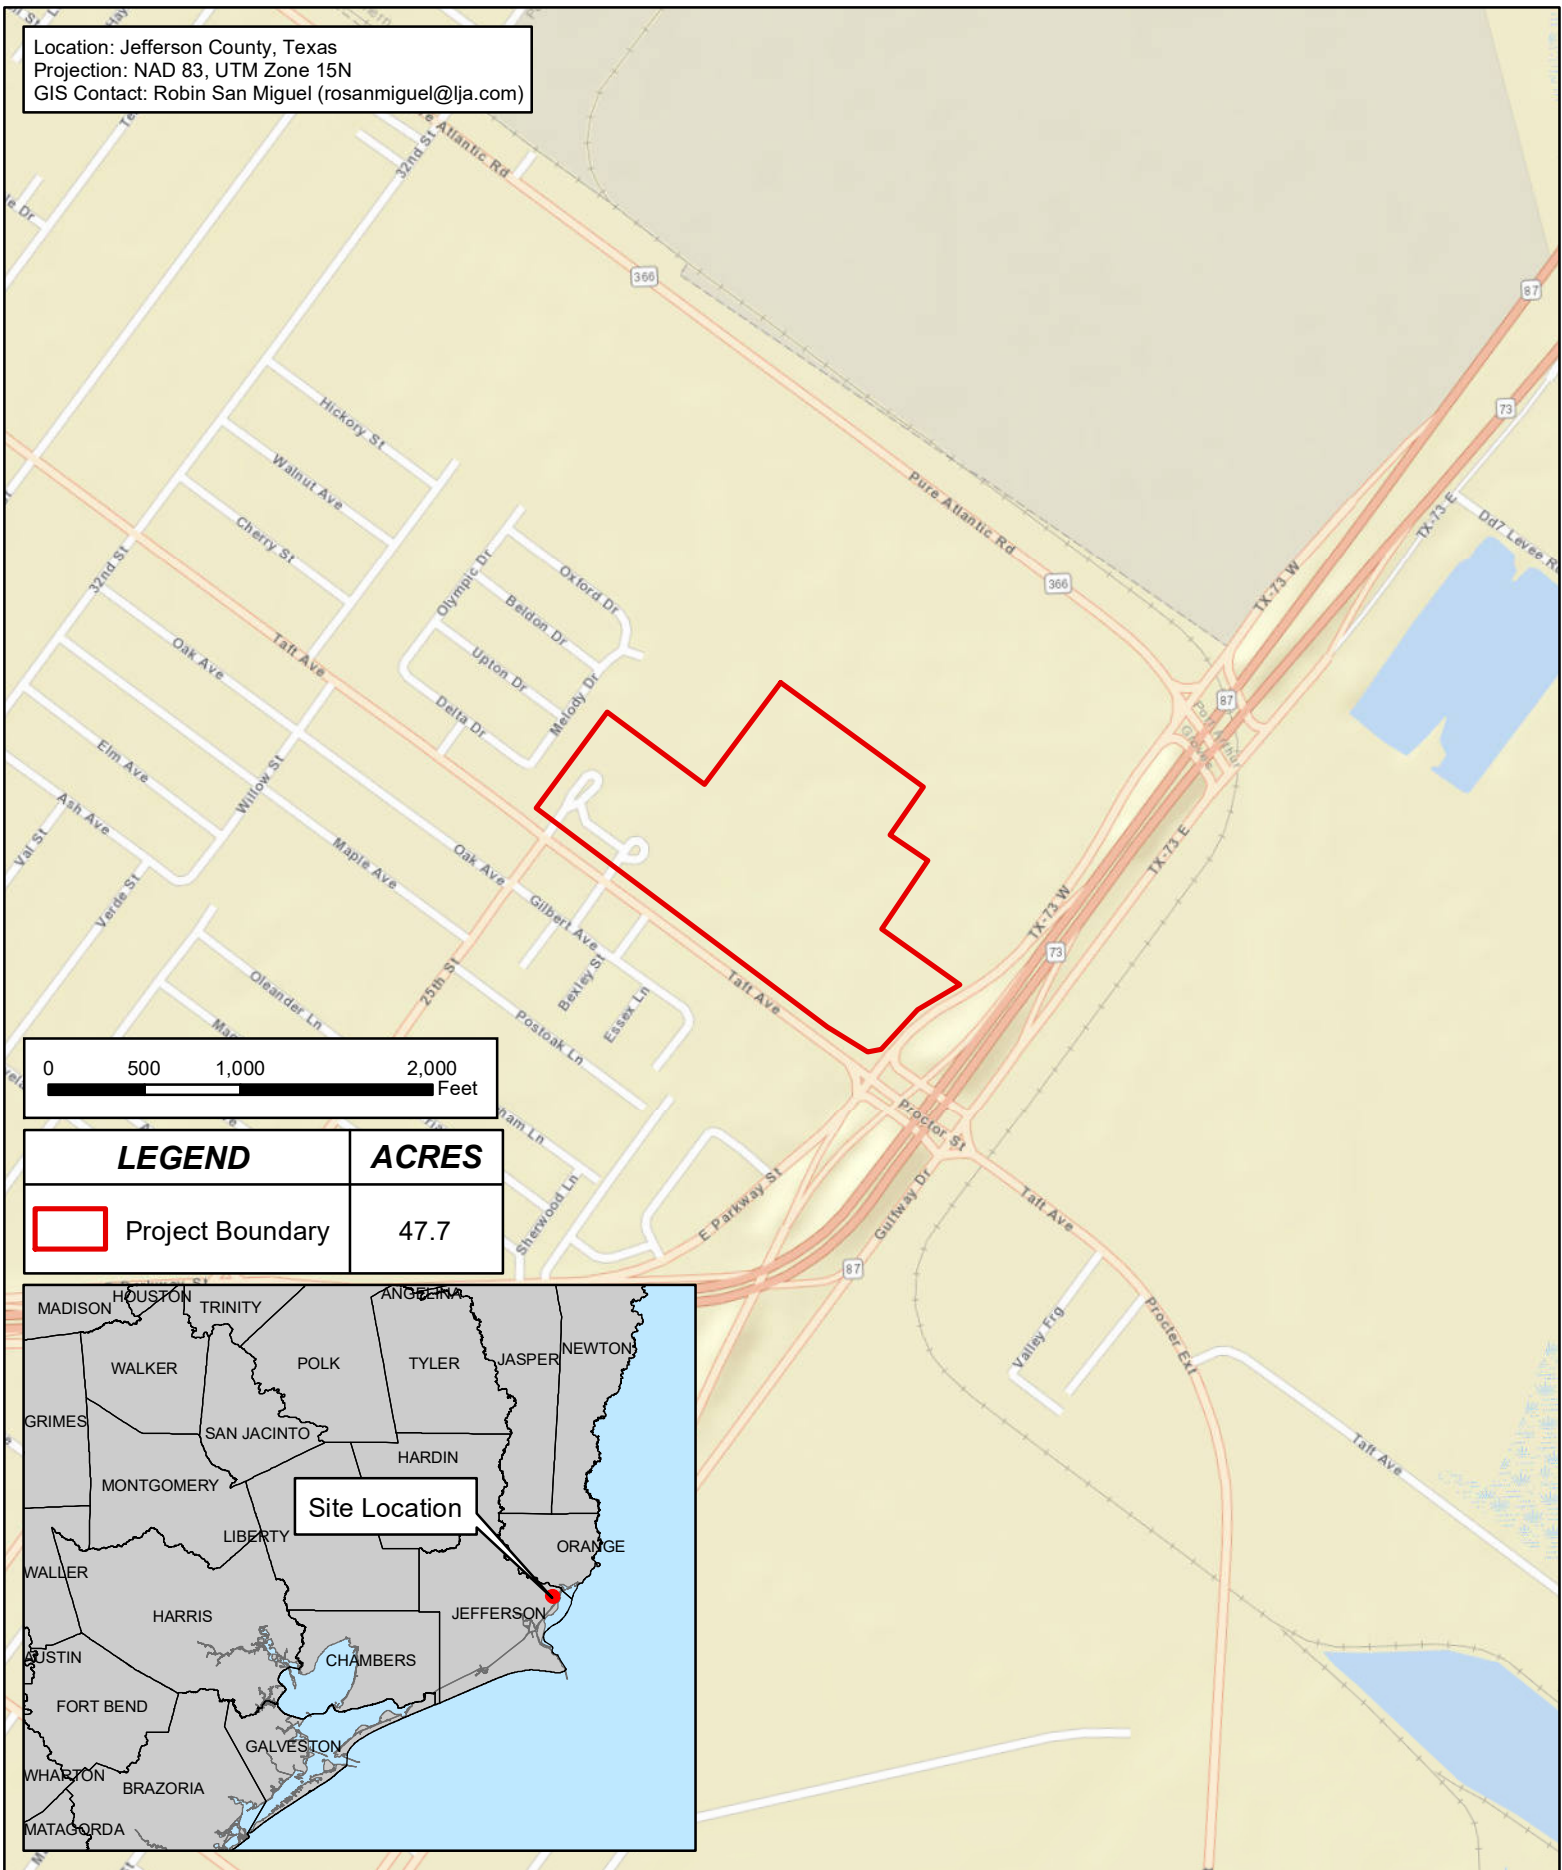 Location: Jefferson County, Texas
Projection: NAD 83, UTM Zone 15N
GIS Contact: Robin San Miguel (rosanmiguel@lja.com)
32nd St
Atlantic Rd
366
87
73
Hickory St
Walnut Ave
Cherry St
Pure Atlantic Rd
TX-73 E
Dd7 Levee
32nd St
Olympic Dr
Oxford Dr
Beldon Dr
Upton Dr
Melody Dr
Delta Dr
366
TX-73 W
Oak Ave
Taft Ave
87
Port Arthur
Groves
Elm Ave
Willow St
Ash Ave
Val St
Verde St
Maple Ave
Oak Ave
Gilbert Ave
TX-73 E
TX-73 W
73
25th St
Oleander Ln
Bexley St
Essex Ln
Taft Ave
Postoak Ln
0 500 1,000 2,000
Feet
Proctor St
LEGEND ACRES
Project Boundary 47.7
Sherwood Ln
E Parkway St
Gulfway Dr
87
Taft Ave
Valley Frg
Procter Ext
Taft Ave
MADISON
HOUSTON
TRINITY
ANGELINA
WALKER
POLK
TYLER
JASPER
NEWTON
GRIMES
SAN JACINTO
HARDIN
MONTGOMERY
Site Location
LIBERTY
ORANGE
WALLER
HARRIS
JEFFERSON
AUSTIN
CHAMBERS
FORT BEND
GALVESTON
WHARTON
BRAZORIA
MATAGORDA